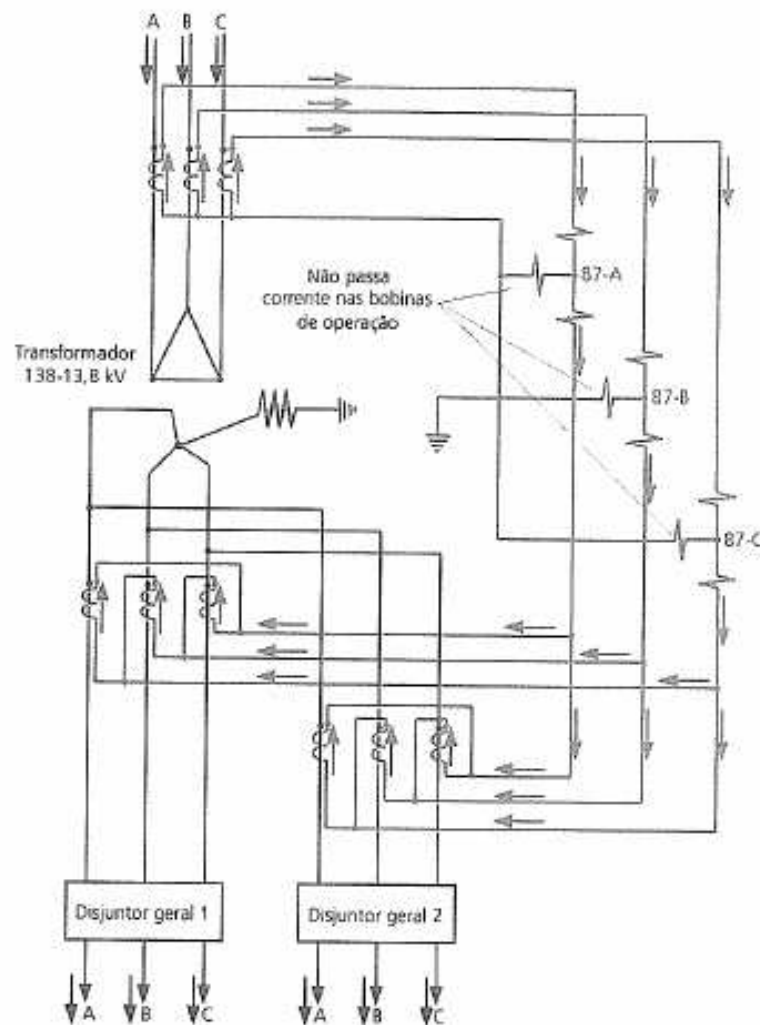 A B C
Não passa
corrente nas bobinas
de operação
87-A
Transformador
138-13,8 kV
87-B
87-C
Disjuntor geral 1
Disjuntor geral 2
A B C
A B C